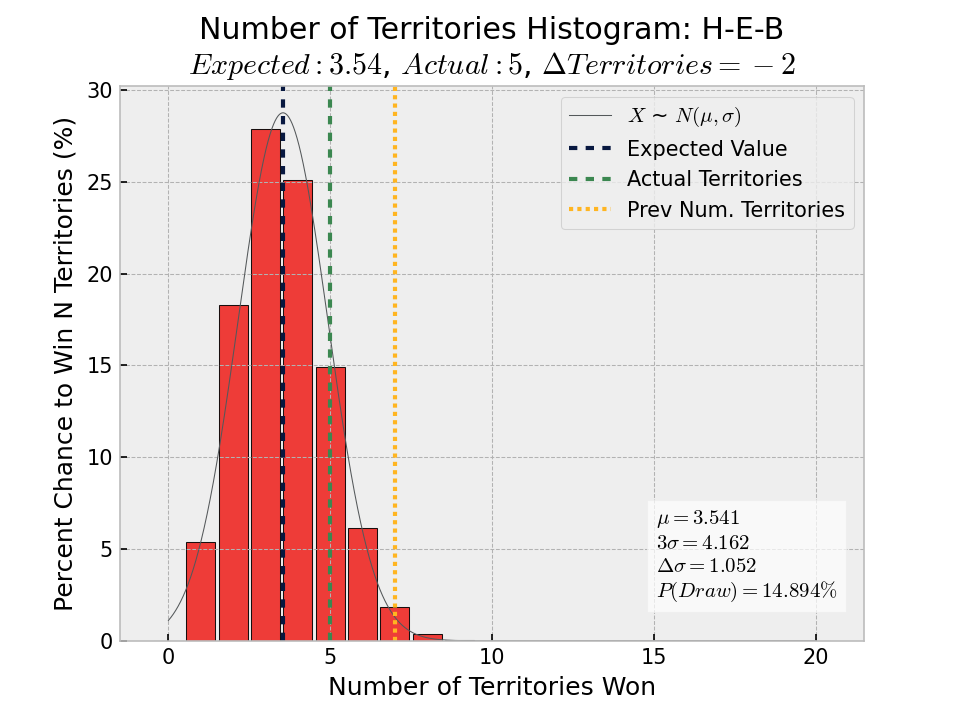 Number of Territories Histogram: H-E-B
Expected : 3.54, Actual : 5, ΔTerritories = −2
Percent Chance to Win N Territories (%)
30
25
20
15
10
5
0
X ~ N(μ, σ)
Expected Value
Actual Territories
Prev Num. Territories
μ = 3.541
3σ = 4.162
Δσ = 1.052
P(Draw) = 14.894%
0 5 10 15 20
Number of Territories Won